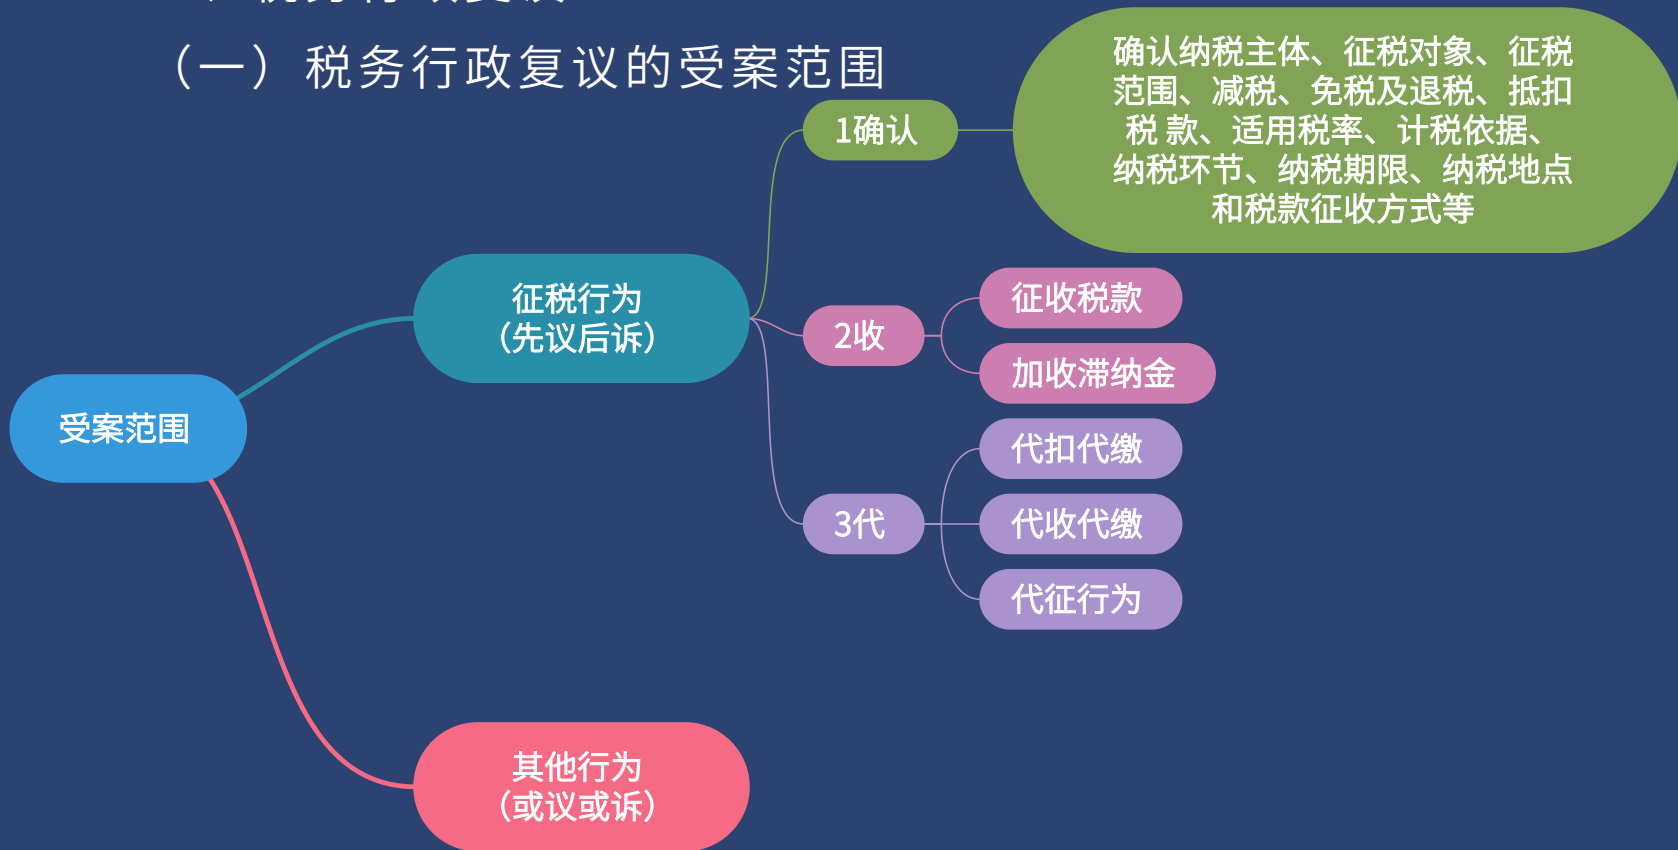 （一）税务行政复议的受案范围
确认纳税主体、征税对象、征税
范围、减税、免税及退税、抵扣
税 款、适用税率、计税依据、
纳税环节、纳税期限、纳税地点
和税款征收方式等
1确认
征税行为
（先议后诉）
2收
征收税款
加收滞纳金
受案范围
3代
代扣代缴
代收代缴
代征行为
其他行为
（或议或诉）